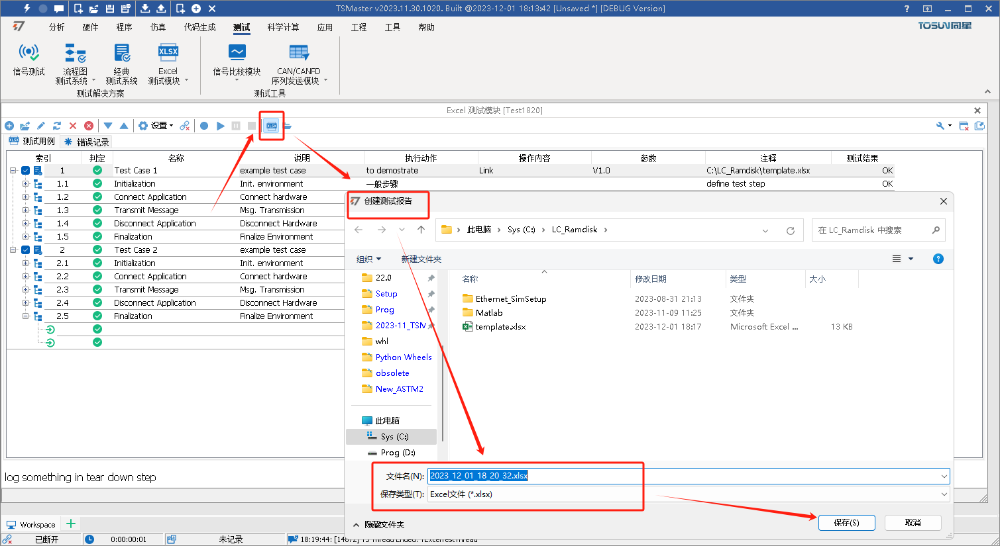 TSMaster v2023.11.30.1020. Built @2023-12-01 18:13:42 [Unsaved *] [DEBUG Version]
分析 硬件 程序 仿真 代码生成 测试 科学计算 应用 工程 工具 帮助
TOSUN同星
信号测试
流程图
测试系统
经典
测试系统
XLSX
Excel
测试模块
信号比较模块
CAN/CANFD
序列发送模块
测试解决方案
测试工具
Excel 测试模块 [Test1820]
设置
XLSX
测试用例 错误记录
索引 判定 名称 说明 执行动作 操作内容 参数 注释 测试结果
1 Test Case 1 example test case to demostrate Link V1.0 C:\LC_Ramdisk\template.xlsx OK
1.1 Initialization Init. environment 一般步骤 define test step OK
1.2 Connect Application Connect hardware
1.3 Transmit Message Msg. Transmission
1.4 Disconnect Application Disconnect Hardware
1.5 Finalization Finalize Environment
2 Test Case 2 example test case
2.1 Initialization Init. environment
2.2 Connect Application Connect hardware
2.3 Transmit Message Msg. Transmission
2.4 Disconnect Application Disconnect Hardware
2.5 Finalization Finalize Environment
创建测试报告
此电脑 Sys (C:) LC_Ramdisk
在 LC_Ramdisk 中搜索
组织 新建文件夹
22.0
Setup
Prog
2023-11_TSM
whl
Python Wheels
obsolete
New_ASTM2
此电脑
Sys (C:)
Prog (D:)
名称 修改日期 类型 大小
Ethernet_SimSetup 2023-08-31 21:13 文件夹
Matlab 2023-11-09 11:25 文件夹
template.xlsx 2023-12-01 18:17 Microsoft Excel ... 13 KB
文件名(N): 2023_12_01_18_20_32.xlsx
保存类型(T): Excel文件 (*.xlsx)
隐藏文件夹
保存(S) 取消
log something in tear down step
Workspace
已断开 0:00:00:01 未记录 18:19:44: